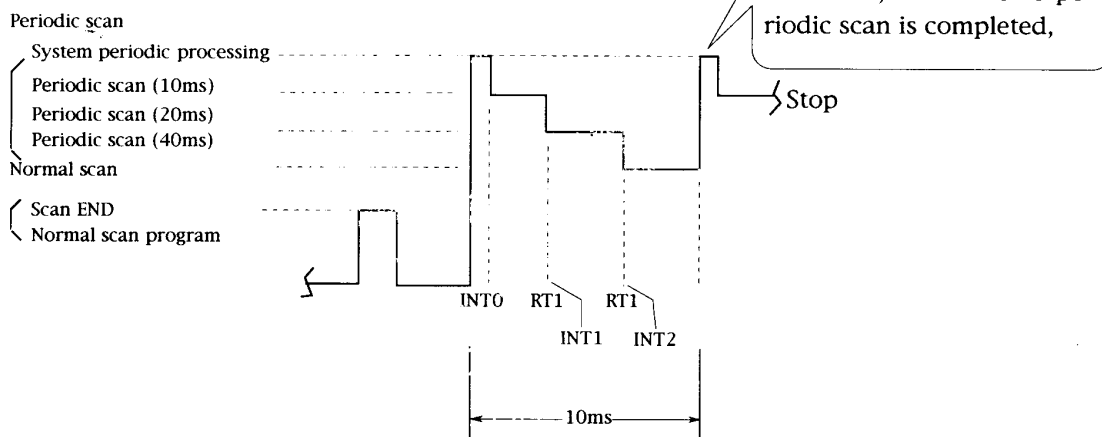 Periodic scan
System periodic processing
Periodic scan (10ms)
Periodic scan (20ms)
Periodic scan (40ms)
Normal scan
Scan END
Normal scan program
riodic scan is completed,
Stop
INT0 RT1 RT1
INT1 INT2
10ms